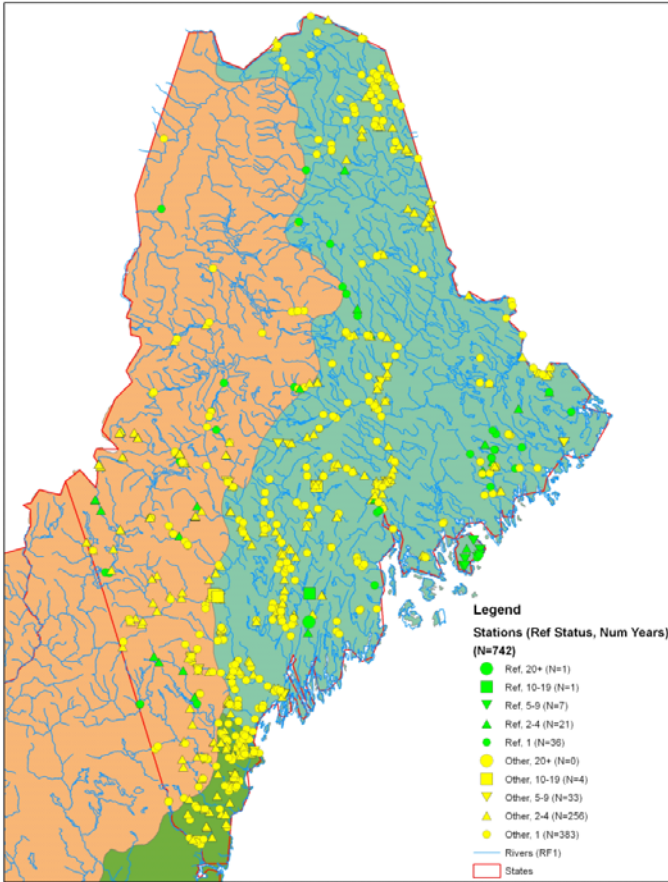 Legend
Stations (Ref Status, Num Years)
(N=742)
Ref, 20+ (N=1)
Ref, 10-19 (N=1)
Ref, 5-9 (N=7)
Ref, 2-4 (N=21)
Ref, 1 (N=36)
Other, 20+ (N=0)
Other, 10-19 (N=4)
Other, 5-9 (N=33)
Other, 2-4 (N=256)
Other, 1 (N=383)
Rivers (RF1)
States